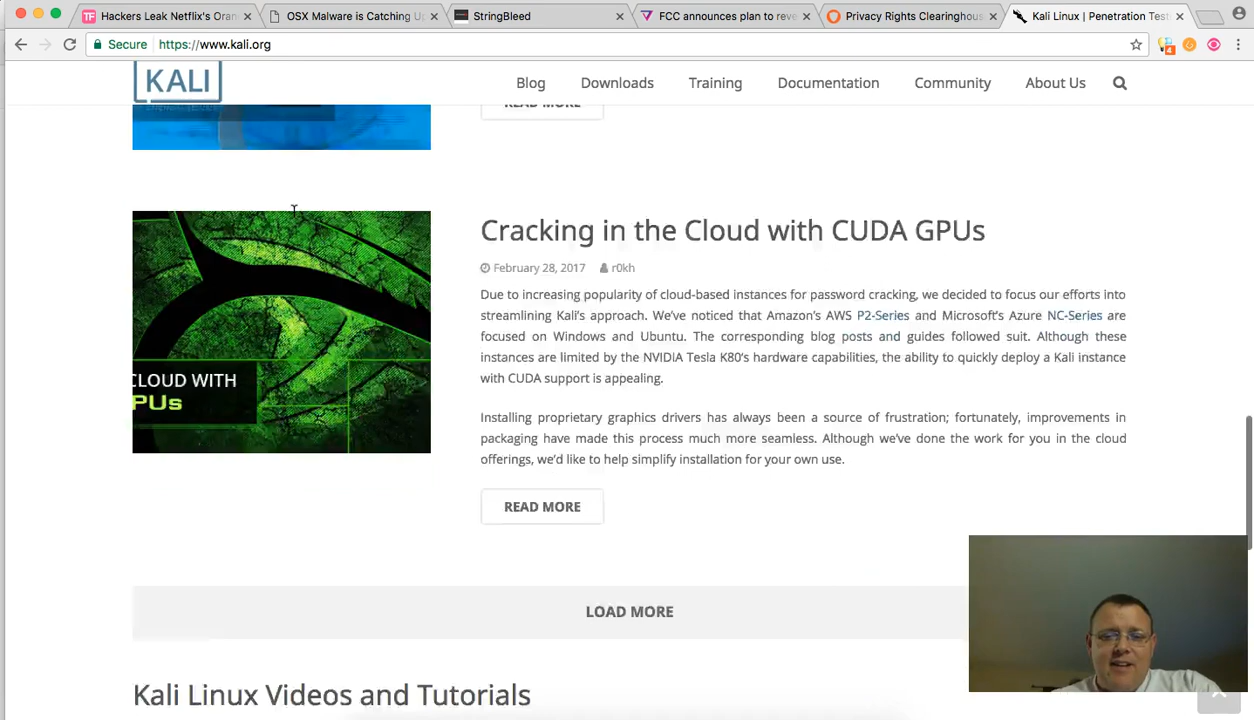 Hackers Leak Netflix's Oran
OSX Malware is Catching Up
StringBleed
FCC announces plan to reve
Privacy Rights Clearinghous
Kali Linux | Penetration Test
Secure https://www.kali.org
4
KALI
Blog Downloads Training Documentation Community About Us
READ MORE
CLOUD WITH
PUs
Cracking in the Cloud with CUDA GPUs
February 28, 2017 r0kh
Due to increasing popularity of cloud-based instances for password cracking, we decided to focus our efforts into
streamlining Kali's approach. We've noticed that Amazon's AWS P2-Series and Microsoft's Azure NC-Series are
focused on Windows and Ubuntu. The corresponding blog posts and guides followed suit. Although these
instances are limited by the NVIDIA Tesla K80's hardware capabilities, the ability to quickly deploy a Kali instance
with CUDA support is appealing.
Installing proprietary graphics drivers has always been a source of frustration; fortunately, improvements in
packaging have made this process much more seamless. Although we've done the work for you in the cloud
offerings, we'd like to help simplify installation for your own use.
READ MORE
LOAD MORE
Kali Linux Videos and Tutorials